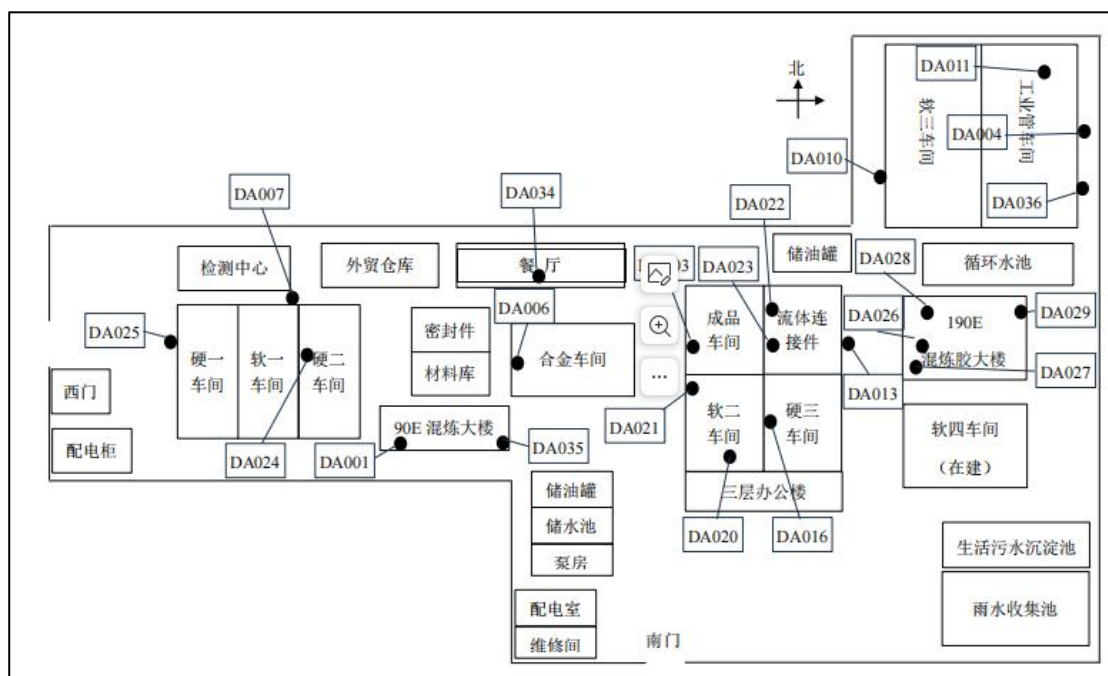 DA011
北
软三车间
工业管车间
DA004
DA010
DA036
DA007
DA034
DA022
检测中心
外贸仓库
餐厅
DA023
储油罐
DA028
循环水池
DA006
DA025
硬一
车间
软一
车间
硬二
车间
密封件
材料库
合金车间
成品
车间
流体连
接件
DA026
190E
混炼胶大楼
DA029
DA027
DA013
西门
配电柜
DA024
DA001
90E 混炼大楼
DA035
DA021
软二
车间
硬三
车间
软四车间
(在建)
三层办公楼
DA020
DA016
储油罐
储水池
泵房
生活污水沉淀池
雨水收集池
配电室
维修间
南门